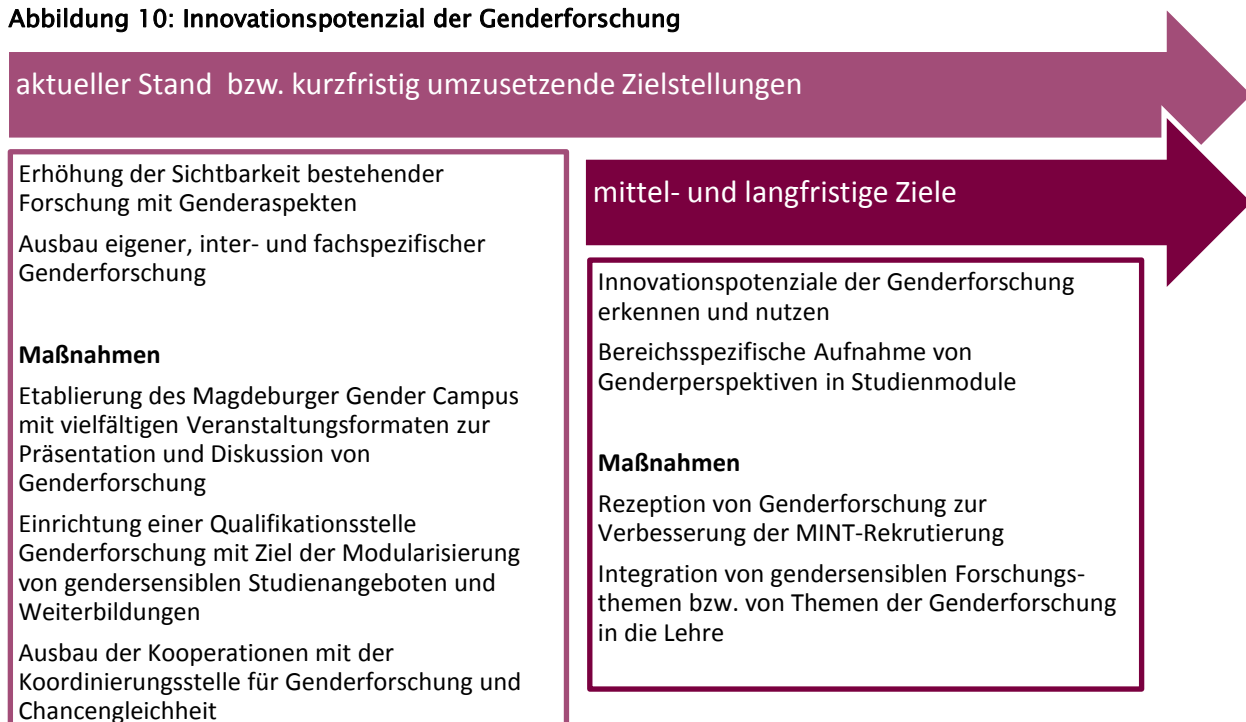 Abbildung 10: Innovationspotenzial der Genderforschung
aktueller Stand bzw. kurzfristig umzusetzende Zielstellungen
Erhöhung der Sichtbarkeit bestehender
Forschung mit Genderaspekten
Ausbau eigener, inter- und fachspezifischer
Genderforschung
Maßnahmen
Etablierung des Magdeburger Gender Campus
mit vielfältigen Veranstaltungsformaten zur
Präsentation und Diskussion von
Genderforschung
Einrichtung einer Qualifikationsstelle
Genderforschung mit Ziel der Modularisierung
von gendersensiblen Studienangeboten und
Weiterbildungen
Ausbau der Kooperationen mit der
Koordinierungsstelle für Genderforschung und
Chancengleichheit
mittel- und langfristige Ziele
Innovationspotenziale der Genderforschung
erkennen und nutzen
Bereichsspezifische Aufnahme von
Genderperspektiven in Studienmodule
Maßnahmen
Rezeption von Genderforschung zur
Verbesserung der MINT-Rekrutierung
Integration von gendersensiblen Forschungs-
themen bzw. von Themen der Genderforschung
in die Lehre